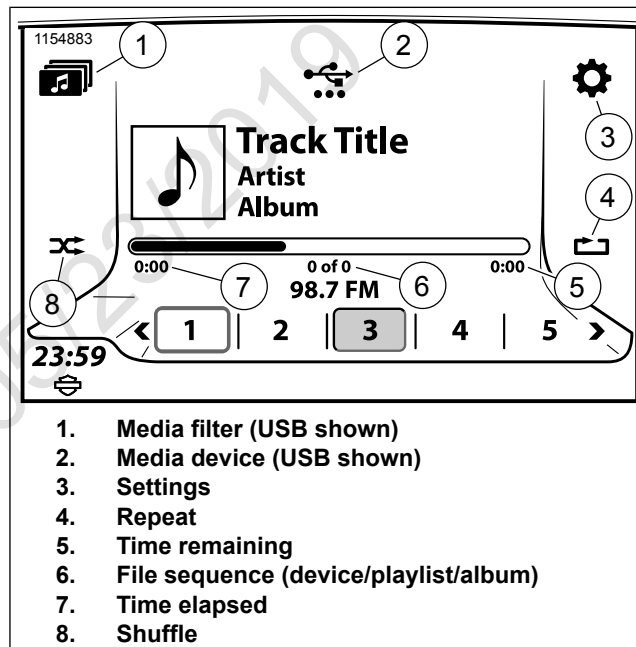 1154883
1
2
3
Track Title
Artist
Album
4
0:00
7
0 of 0
6
0:00
5
8
98.7 FM
1 2 3 4 5
23:59
05/23/2019
1. Media filter (USB shown)
2. Media device (USB shown)
3. Settings
4. Repeat
5. Time remaining
6. File sequence (device/playlist/album)
7. Time elapsed
8. Shuffle